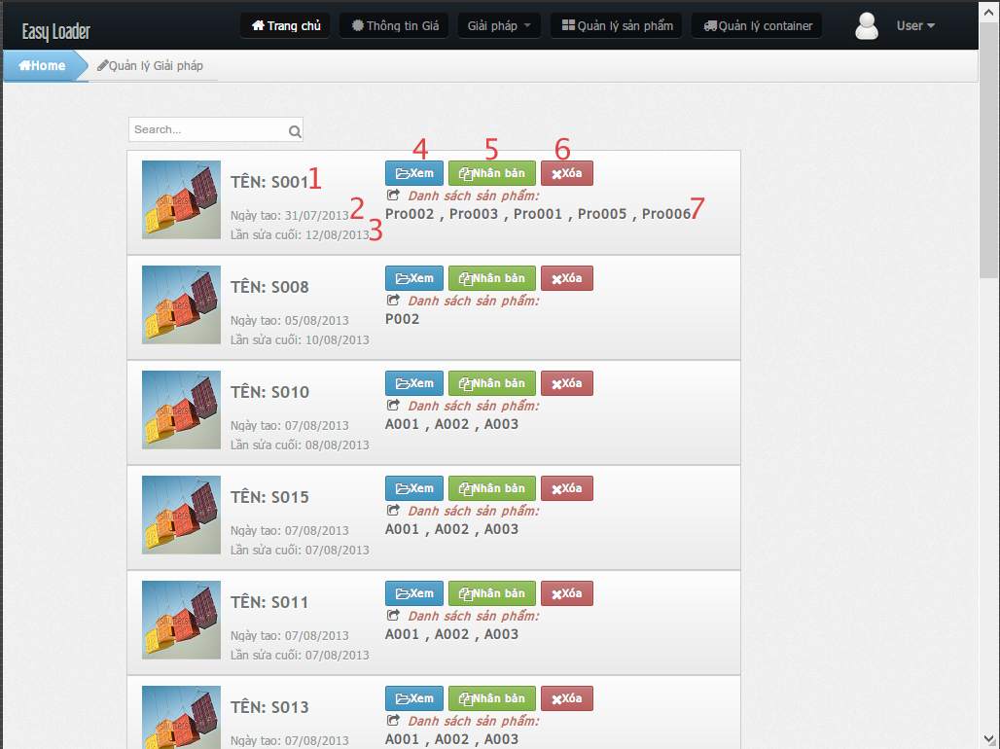 Easy Loader
Trang chủ
Thông tin Giá
Giải pháp
Quản lý sản phẩm
Quản lý container
User
Home
Quản lý Giải pháp
Search...
4 5 6
TÊN: S001 1
Ngày tao: 31/07/2013 2
Lần sửa cuối: 12/08/2013 3
Xem Nhân bản Xóa
Danh sách sản phẩm:
Pro002 , Pro003 , Pro001 , Pro005 , Pro006 7
shutters
TÊN: S008
Ngày tao: 05/08/2013
Lần sửa cuối: 10/08/2013
Xem Nhân bản Xóa
Danh sách sản phẩm:
P002
shutters
TÊN: S010
Ngày tao: 07/08/2013
Lần sửa cuối: 08/08/2013
Xem Nhân bản Xóa
Danh sách sản phẩm:
A001 , A002 , A003
shutters
TÊN: S015
Ngày tao: 07/08/2013
Lần sửa cuối: 07/08/2013
Xem Nhân bản Xóa
Danh sách sản phẩm:
A001 , A002 , A003
shutters
TÊN: S011
Ngày tao: 07/08/2013
Lần sửa cuối: 07/08/2013
Xem Nhân bản Xóa
Danh sách sản phẩm:
A001 , A002 , A003
shutters
TÊN: S013
Ngày tao: 07/08/2013
Xem Nhân bản Xóa
Danh sách sản phẩm:
A001 , A002 , A003
shutters